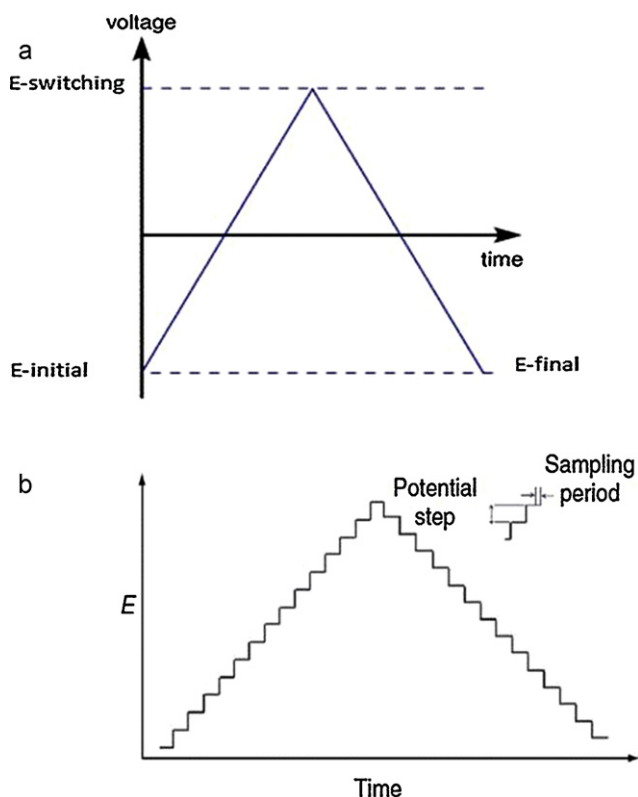 a
voltage
E-switching
time
E-initial
E-final
b
Potential
step
Sampling
period
E
Time